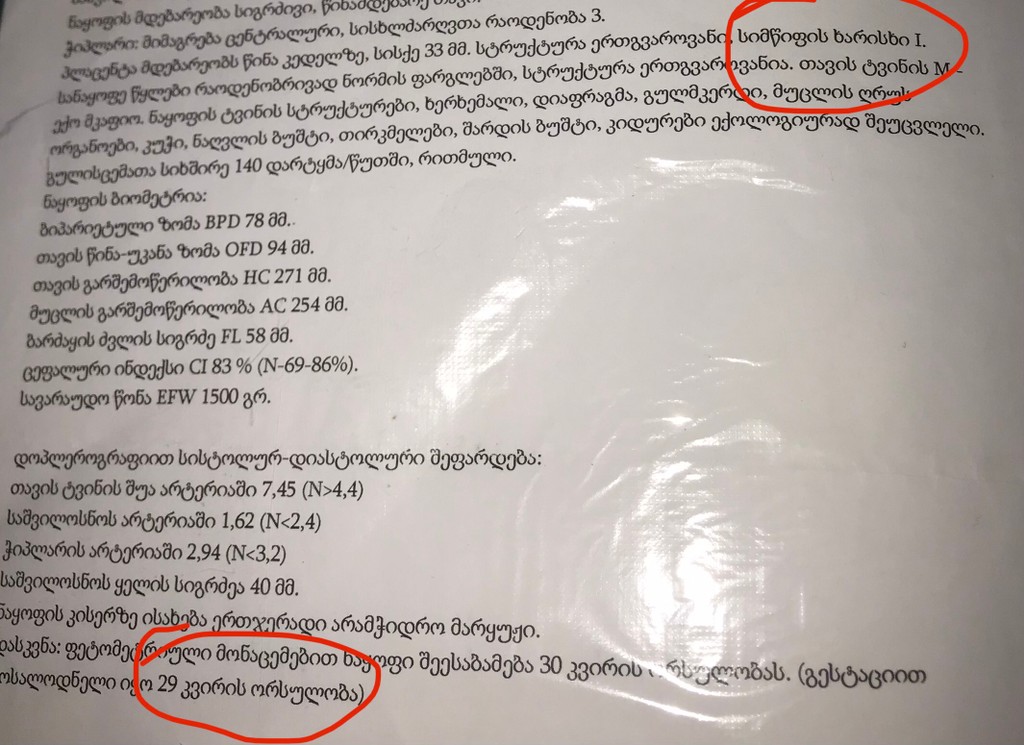 ნაყოფის მდებარეობა სიგრძივი,
ჭიპლარი: მიმაგრება ცენტრალური, სისხლძარღვთა რაოდენობა 3.
პლაცენტა მდებარეობს წინა კედელზე, სისქე 33 მმ. სტრუქტურა ერთგვაროვანი, სიმწიფის ხარისხი I.
სანაყოფე წყლები რაოდენობრივად ნორმის ფარგლებში, სტრუქტურა ერთგვაროვანია. თავის ტვინის M-
ექო მკაფიო. ნაყოფის ტვინის სტრუქტურები, ხერხემალი, დიაფრაგმა, გულმკერდი, მუცლის ღრუს
ორგანოები, კუჭი, ნაღვლის ბუშტი, თირკმელები, შარდის ბუშტი, კიდურები ექოლოგიურად შეუცვლელი.
გულისცემათა სიხშირე 140 დარტყმა/წუთში, რითმული.
ნაყოფის ბიომეტრია:
ბიპარიეტული ზომა BPD 78 მმ.
თავის წინა-უკანა ზომა OFD 94 მმ.
თავის გარშემოწერილობა HC 271 მმ.
მუცლის გარშემოწერილობა AC 254 მმ.
ბარძაყის ძვლის სიგრძე FL 58 მმ.
ცეფალური ინდექსი CI 83 % (N-69-86%).
სავარაუდო წონა EFW 1500 გრ.
დოპლეროგრაფიით სისტოლურ-დიასტოლური შეფარდება:
თავის ტვინის შუა არტერიაში 7,45 (N>4,4)
საშვილოსნოს არტერიაში 1,62 (N<2,4)
ჭიპლარის არტერიაში 2,94 (N<3,2)
საშვილოსნოს ყელის სიგრძეა 40 მმ.
ნაყოფის კისერზე ისახება ერთჯერადი არამჭიდრო მარყუჟი.
დასკვნა: ფეტომეტრიული მონაცემებით ნაყოფი შეესაბამება 30 კვირის ორსულობას. (გესტაციით
მოსალოდნელი იყო 29 კვირის ორსულობა)